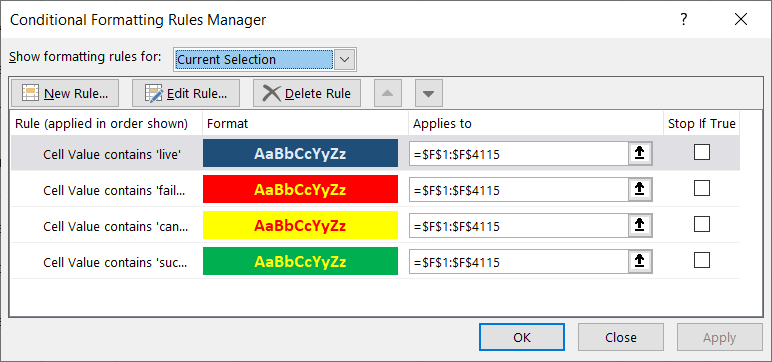 Conditional Formatting Rules Manager ? ×
Show formatting rules for: Current Selection
New Rule... Edit Rule... Delete Rule
Rule (applied in order shown) Format Applies to Stop If True
Cell Value contains 'live' AaBbCcYyZz =$F$1:$F$4115
Cell Value contains 'fail... AaBbCcYyZz =$F$1:$F$4115
Cell Value contains 'can... AaBbCcYyZz =$F$1:$F$4115
Cell Value contains 'suc... AaBbCcYyZz =$F$1:$F$4115
OK Close Apply